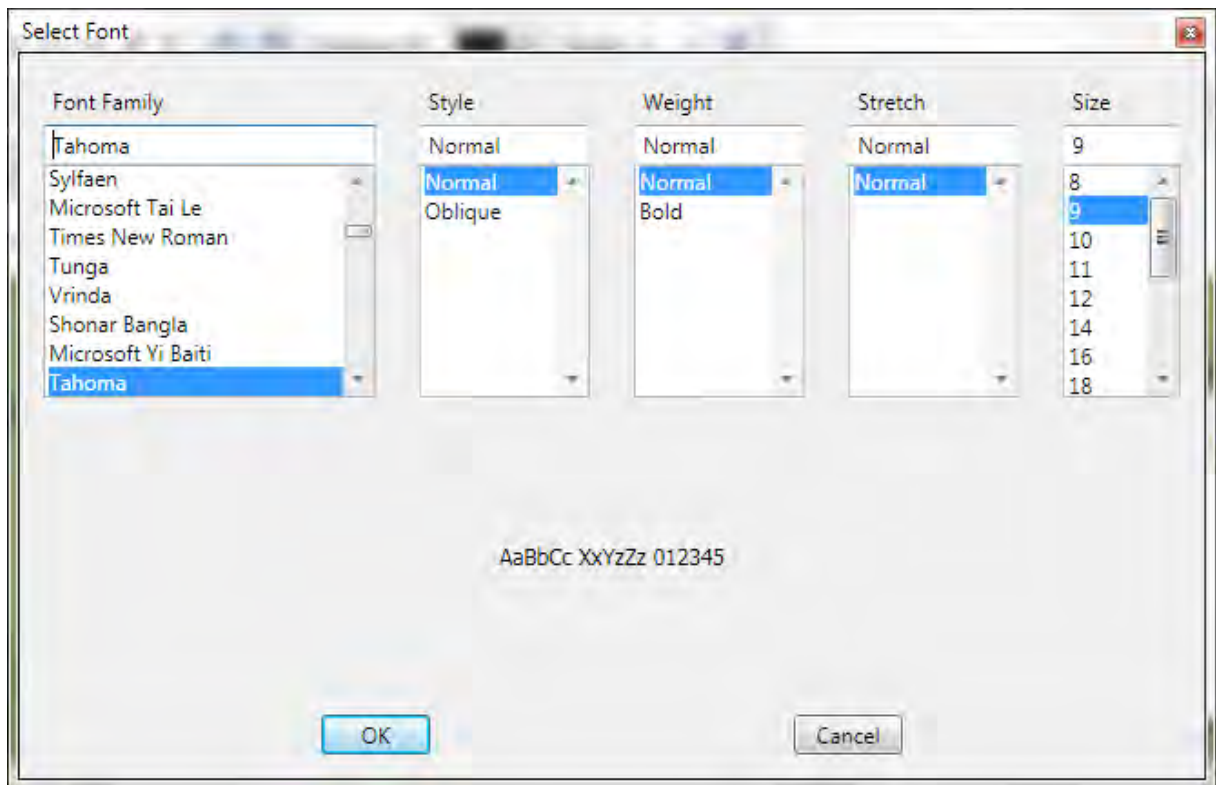 Select Font
Font Family
Style
Weight
Stretch
Size
Tahoma
Normal
Normal
Normal
9
Sylfaen
Microsoft Tai Le
Times New Roman
Tunga
Vrinda
Shonar Bangla
Microsoft Yi Baiti
Tahoma
Normal
Oblique
Normal
Bold
Normal
8
9
10
11
12
14
16
18
AaBbCc XxYzZz 012345
OK
Cancel